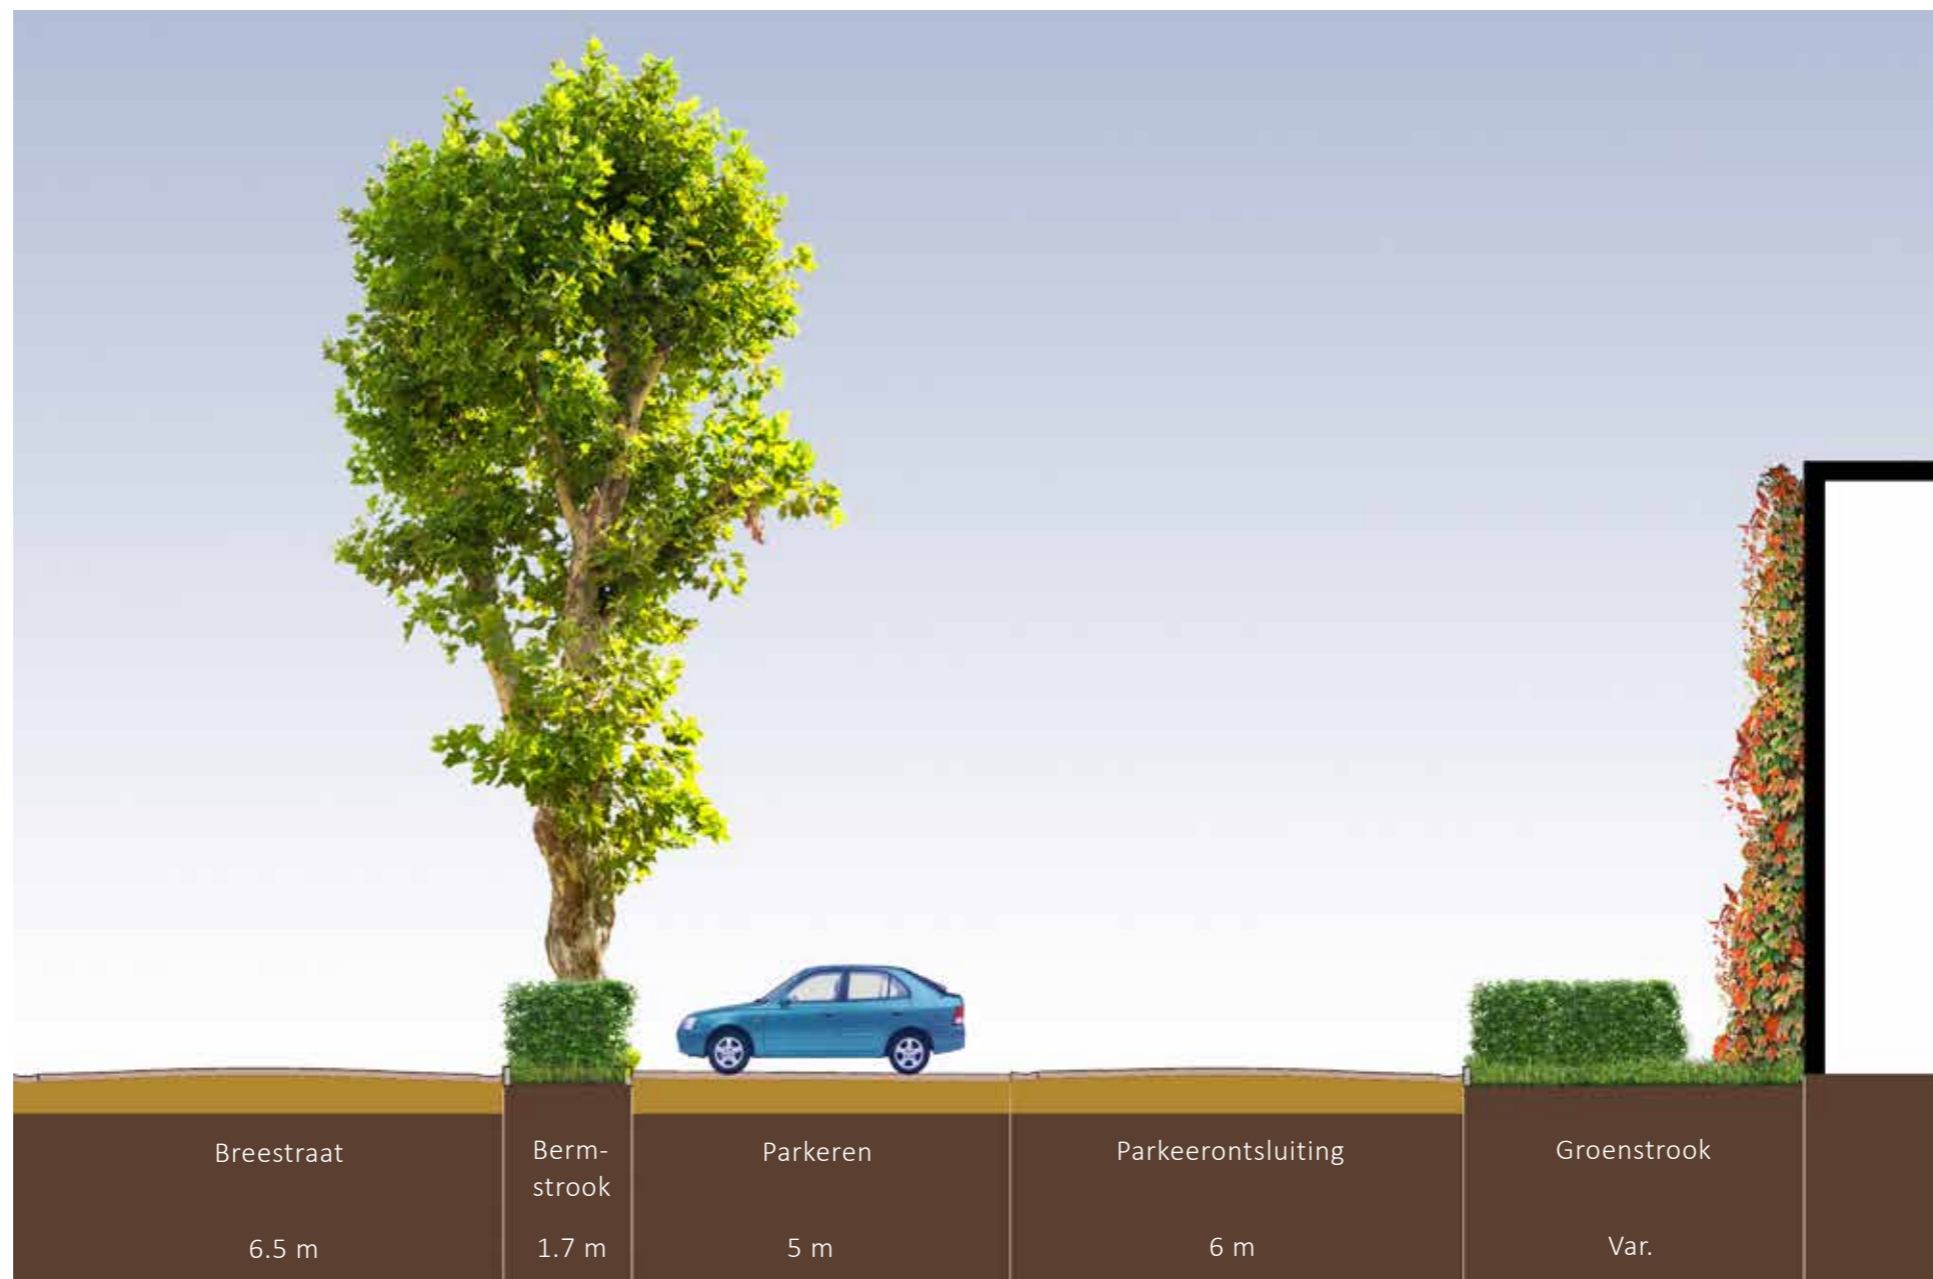 Breestraat
Berm-
strook
Parkeren
Parkeerontsluiting
Groenstrook
6.5 m
1.7 m
5 m
6 m
Var.